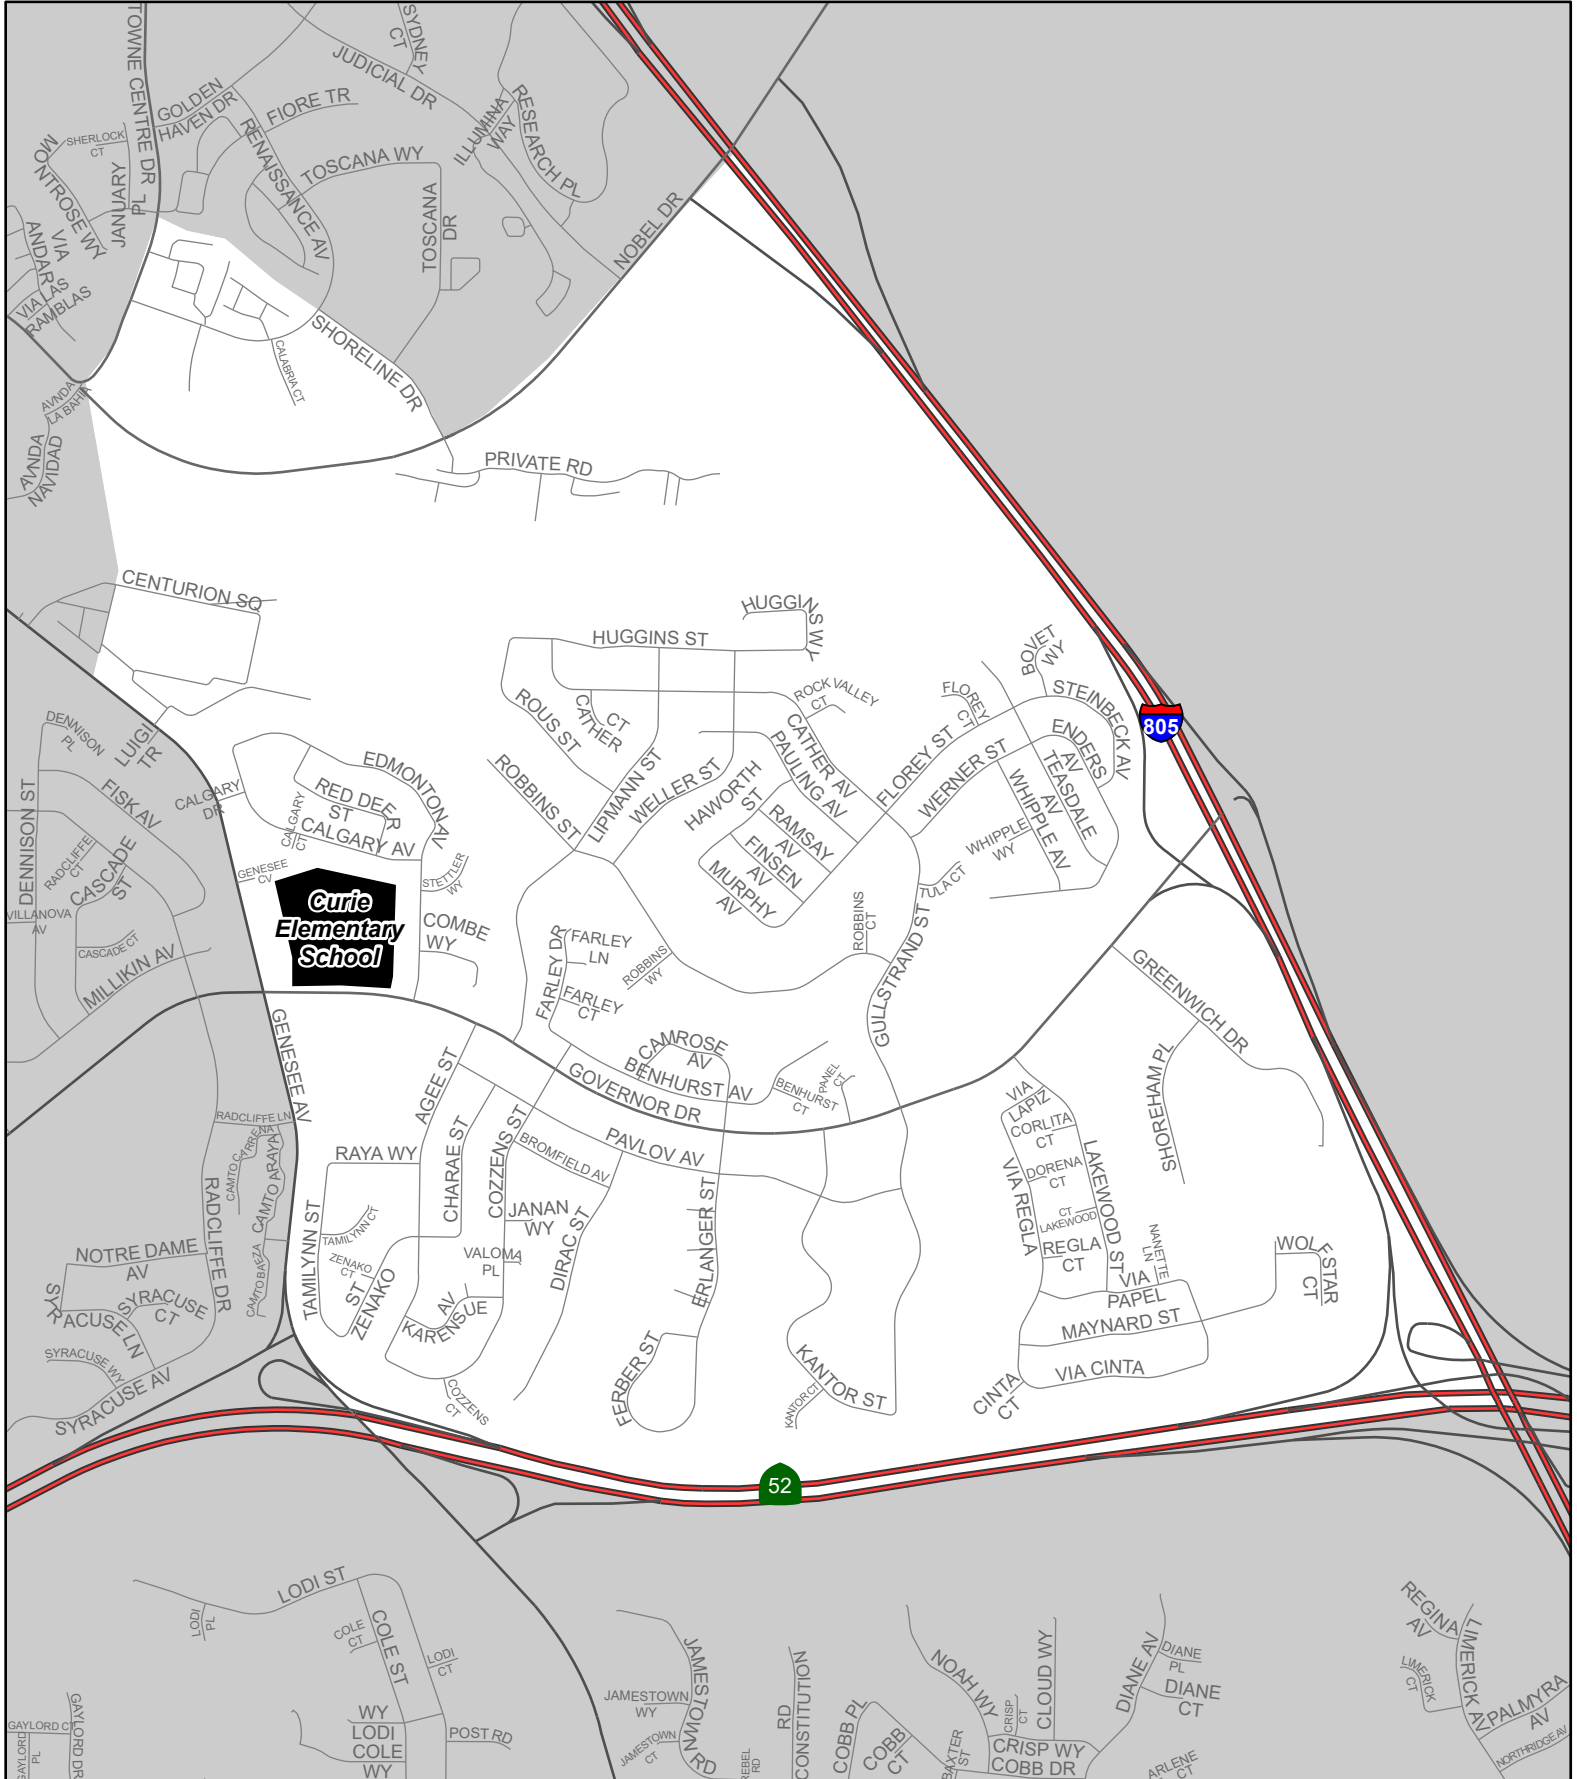 TOWNE CENTRE DR
SYDNEY
CT
JUDICIAL DR
GOLDEN
HAVEN DR
FIORE TR
RENAISSANCE AV
ILLUMINA
WAY
RESEARCH PL
SHERLOCK
CT
MO
NTROSE WY
JANUARY
PL
TOSCANA WY
TOSCANA
DR
NOBEL DR
VIA
ANDAR
VIA LAS
RAMBLAS
SHORELINE DR
CALABRIA CT
AVNDA
LA BAHIA
AVNDA
NAVIDAD
PRIVATE RD
CENTURION SQ
HUGGIN
S WY
HUGGINS ST
BOVET
WY
ROCK VALLEY
CT
FLOREY
CT
STEINBECK AV
805
DENNISON
PL
LUIGI
TR
ROUS ST
CATHER
CT
CATHER AV
PAULING AV
FLOREY ST
WERNER ST
ENDERS
AV
TEASDALE
AV
WHIPPLE AV
WHIPPLE
WY
EDMONTON AV
RED DEER
ST
CALGARY AV
CALGARY
CT
CALGARY
DR
FISK AV
DENNISON ST
ROBBINS ST
LIPMANN ST
WELLER ST
HAWORTH
ST
RAMSAY
AV
FINSEN
AV
MURPHY
AV
RADCLIFFE
CT
CASCADE
ST
GENESEE
CV
STETTLER
WY
TULA CT
VILLANOVA
AV
CASCADE CT
MILLIKIN AV
Curie
Elementary
School
COMBE
WY
FARLEY DR
FARLEY
LN
FARLEY
CT
ROBBINS
WY
ROBBINS
CT
GULLSTRAND ST
GREENWICH DR
GENESEE AV
CAMROSE
AV
BENHURST AV
BENHURST
CT
PANEL
CT
GOVERNOR DR
SHOREHAM PL
AGEE ST
RADCLIFFE LN
CAMTO CARRENA
CAMTO ARAYA
RAYA WY
CHARAE ST
COZZENS ST
BROMFIELD AV
PAVLOV AV
VIA
LAPIZ
CORLITA
CT
VIA REGLA
DORENA
CT
LAKEWOOD ST
CT
LAKEWOOD
REGLA
CT
NANETTE
LN
RADCLIFFE DR
TAMILYNN ST
TAMILYNN CT
JANAN
WY
VALOMA
PL
DIRAC ST
ERLANGER ST
NOTRE DAME
AV
CAMTO BAEZA
ZENAKO
CT
ZENAKO
ST
KARENSUE
AV
VIA
PAPEL
WOLFSTAR
CT
SYRACUSE LN
SYRACUSE
CT
MAYNARD ST
SYRACUSE WY
SYRACUSE AV
COZZENS
CT
FERBER ST
KANTOR ST
KANTOR CT
CINTA
CT
VIA CINTA
52
LODI ST
LODI
PL
COLE
CT
COLE ST
LODI
CT
JAMESTOWN RD
JAMESTOWN
WY
JAMESTOWN
CT
REBEL
RD
CONSTITUTION
RD
COBB PL
COBB
CT
NOAH WY
CRISP
CT
CLOUD WY
BAXTER
ST
CRISP WY
COBB DR
DIANE AV
DIANE
PL
DIANE
CT
ARLENE
CT
REGINA
AV
LIMERICK AV
LIMERICK
CT
PALMYRA
AV
NORTHRIDGE AV
GAYLORD CT
GAYLORD
PL
GAYLORD DR
WY
LODI
COLE
WY
POST RD